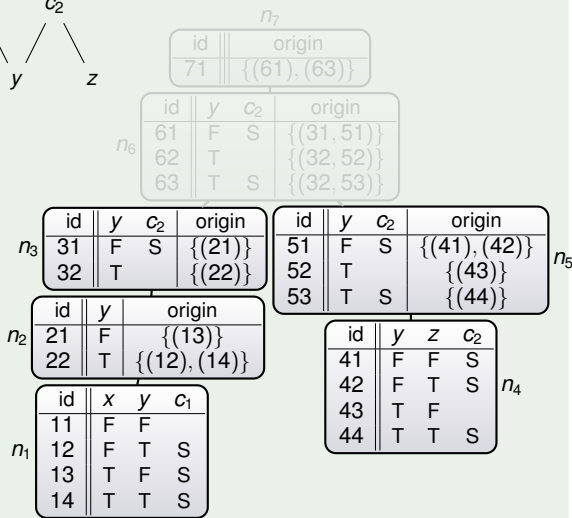 c₂
y z
n₇
id origin
71 {(61), (63)}
n₆
id y c₂ origin
61 F S {(31, 51)}
62 T {(32, 52)}
63 T S {(32, 53)}
n₃
id y c₂ origin
31 F S {(21)}
32 T {(22)}
id y c₂ origin
51 F S {(41), (42)}
52 T {(43)}
53 T S {(44)}
n₅
n₂
id y origin
21 F {(13)}
22 T {(12), (14)}
id y z c₂
41 F F S
42 F T S
43 T F
44 T T S
n₄
n₁
id x y c₁
11 F F
12 F T S
13 T F S
14 T T S